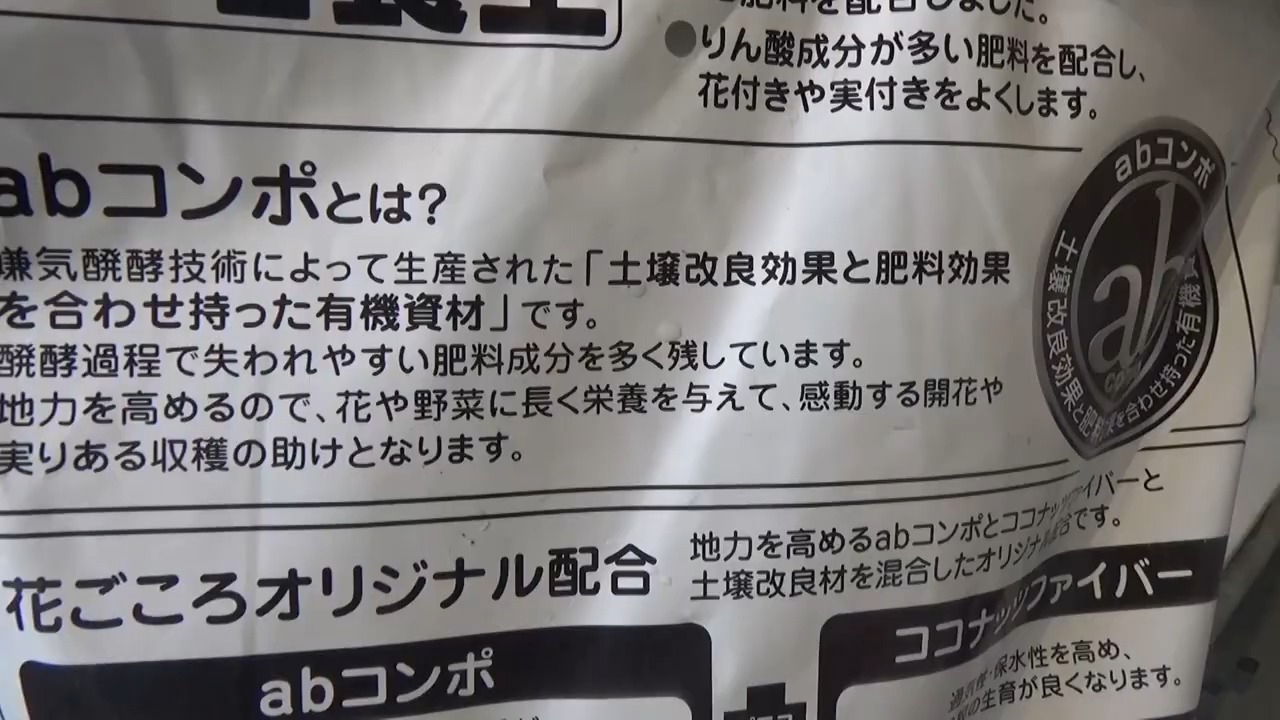 肥料を配合しました。
●りん酸成分が多い肥料を配合し、
花付きや実付きをよくします。
abコンポとは?
嫌気醗酵技術によって生産された「土壌改良効果と肥料効果
を合わせ持った有機資材」です。
醗酵過程で失われやすい肥料成分を多く残しています。
地力を高めるので、花や野菜に長く栄養を与えて、感動する開花や
実りある収穫の助けとなります。
abコンポ
ab
土壌改良効果と肥料効果を合わせ持った有機
花ごころオリジナル配合
地力を高めるabコンポとココナッツファイバーと
土壌改良材を混合したオリジナル配合です。
abコンポ
プラス
ココナッツファイバー
保水性を高め、
の生育が良くなります。